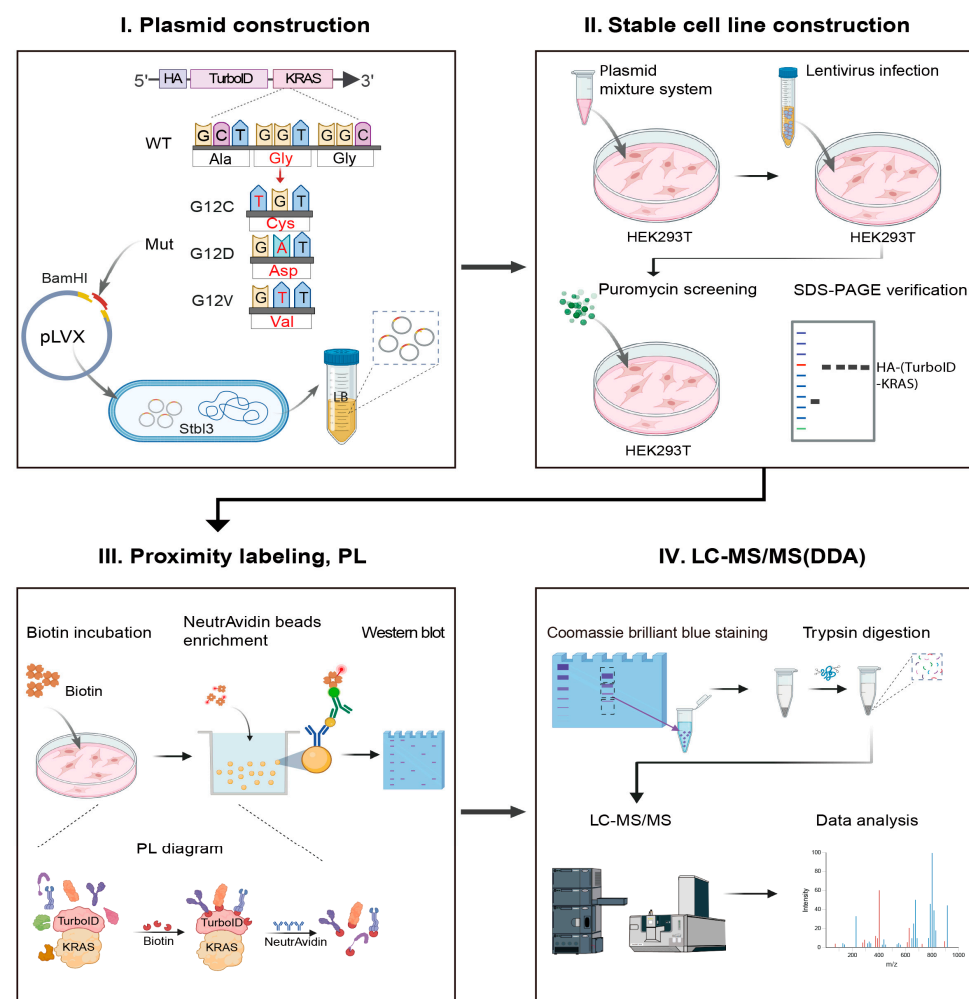 I. Plasmid construction
5'
HA
TurboID
KRAS
3'
WT
G C T G G T G G C
Ala
Gly
Gly
G12C
T G T
Cys
G12D
G A T
Asp
G12V
G T T
Val
Mut
BamHI
pLVX
Stbl3
LB
II. Stable cell line construction
Plasmid
mixture system
Lentivirus infection
HEK293T
HEK293T
Puromycin screening
SDS-PAGE verification
HA-(TurboID
-KRAS)
HEK293T
III. Proximity labeling, PL
Biotin incubation
NeutrAvidin beads
enrichment
Western blot
Biotin
PL diagram
TurboID
KRAS
Biotin
TurboID
KRAS
NeutrAvidin
IV. LC-MS/MS(DDA)
Coomassie brilliant blue staining
Trypsin digestion
LC-MS/MS
Data analysis
Intensity
100
80
60
40
20
0
200
400
600
800
1000
m/z